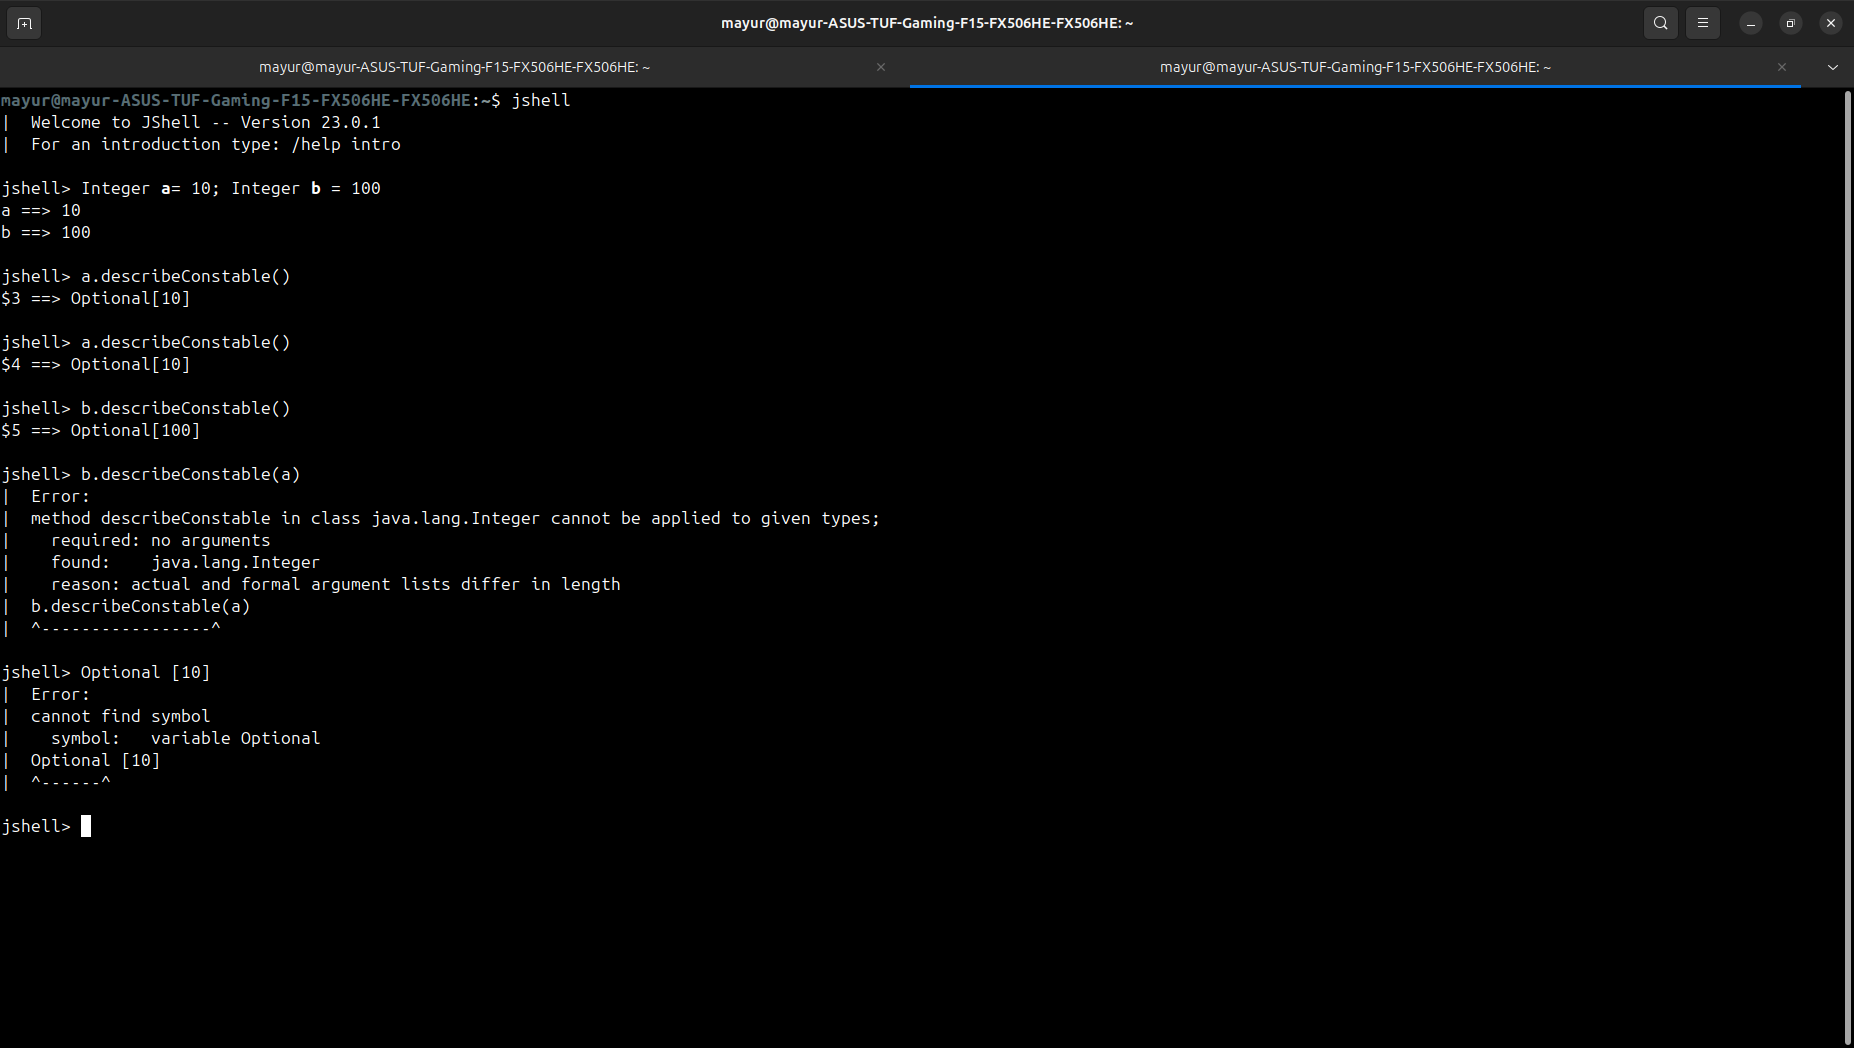 mayur@mayur-ASUS-TUF-Gaming-F15-FX506HE-FX506HE: ~
mayur@mayur-ASUS-TUF-Gaming-F15-FX506HE-FX506HE: ~
mayur@mayur-ASUS-TUF-Gaming-F15-FX506HE-FX506HE: ~
mayur@mayur-ASUS-TUF-Gaming-F15-FX506HE-FX506HE:~$ jshell
|  Welcome to JShell -- Version 23.0.1
|  For an introduction type: /help intro
jshell> Integer a= 10; Integer b = 100
a ==> 10
b ==> 100
jshell> a.describeConstable()
$3 ==> Optional[10]
jshell> a.describeConstable()
$4 ==> Optional[10]
jshell> b.describeConstable()
$5 ==> Optional[100]
jshell> b.describeConstable(a)
|  Error:
|  method describeConstable in class java.lang.Integer cannot be applied to given types;
|    required: no arguments
|    found:    java.lang.Integer
|    reason: actual and formal argument lists differ in length
|  b.describeConstable(a)
|  ^-----------------^
jshell> Optional [10]
|  Error:
|  cannot find symbol
|    symbol:   variable Optional
|  Optional [10]
|  ^------^
jshell>